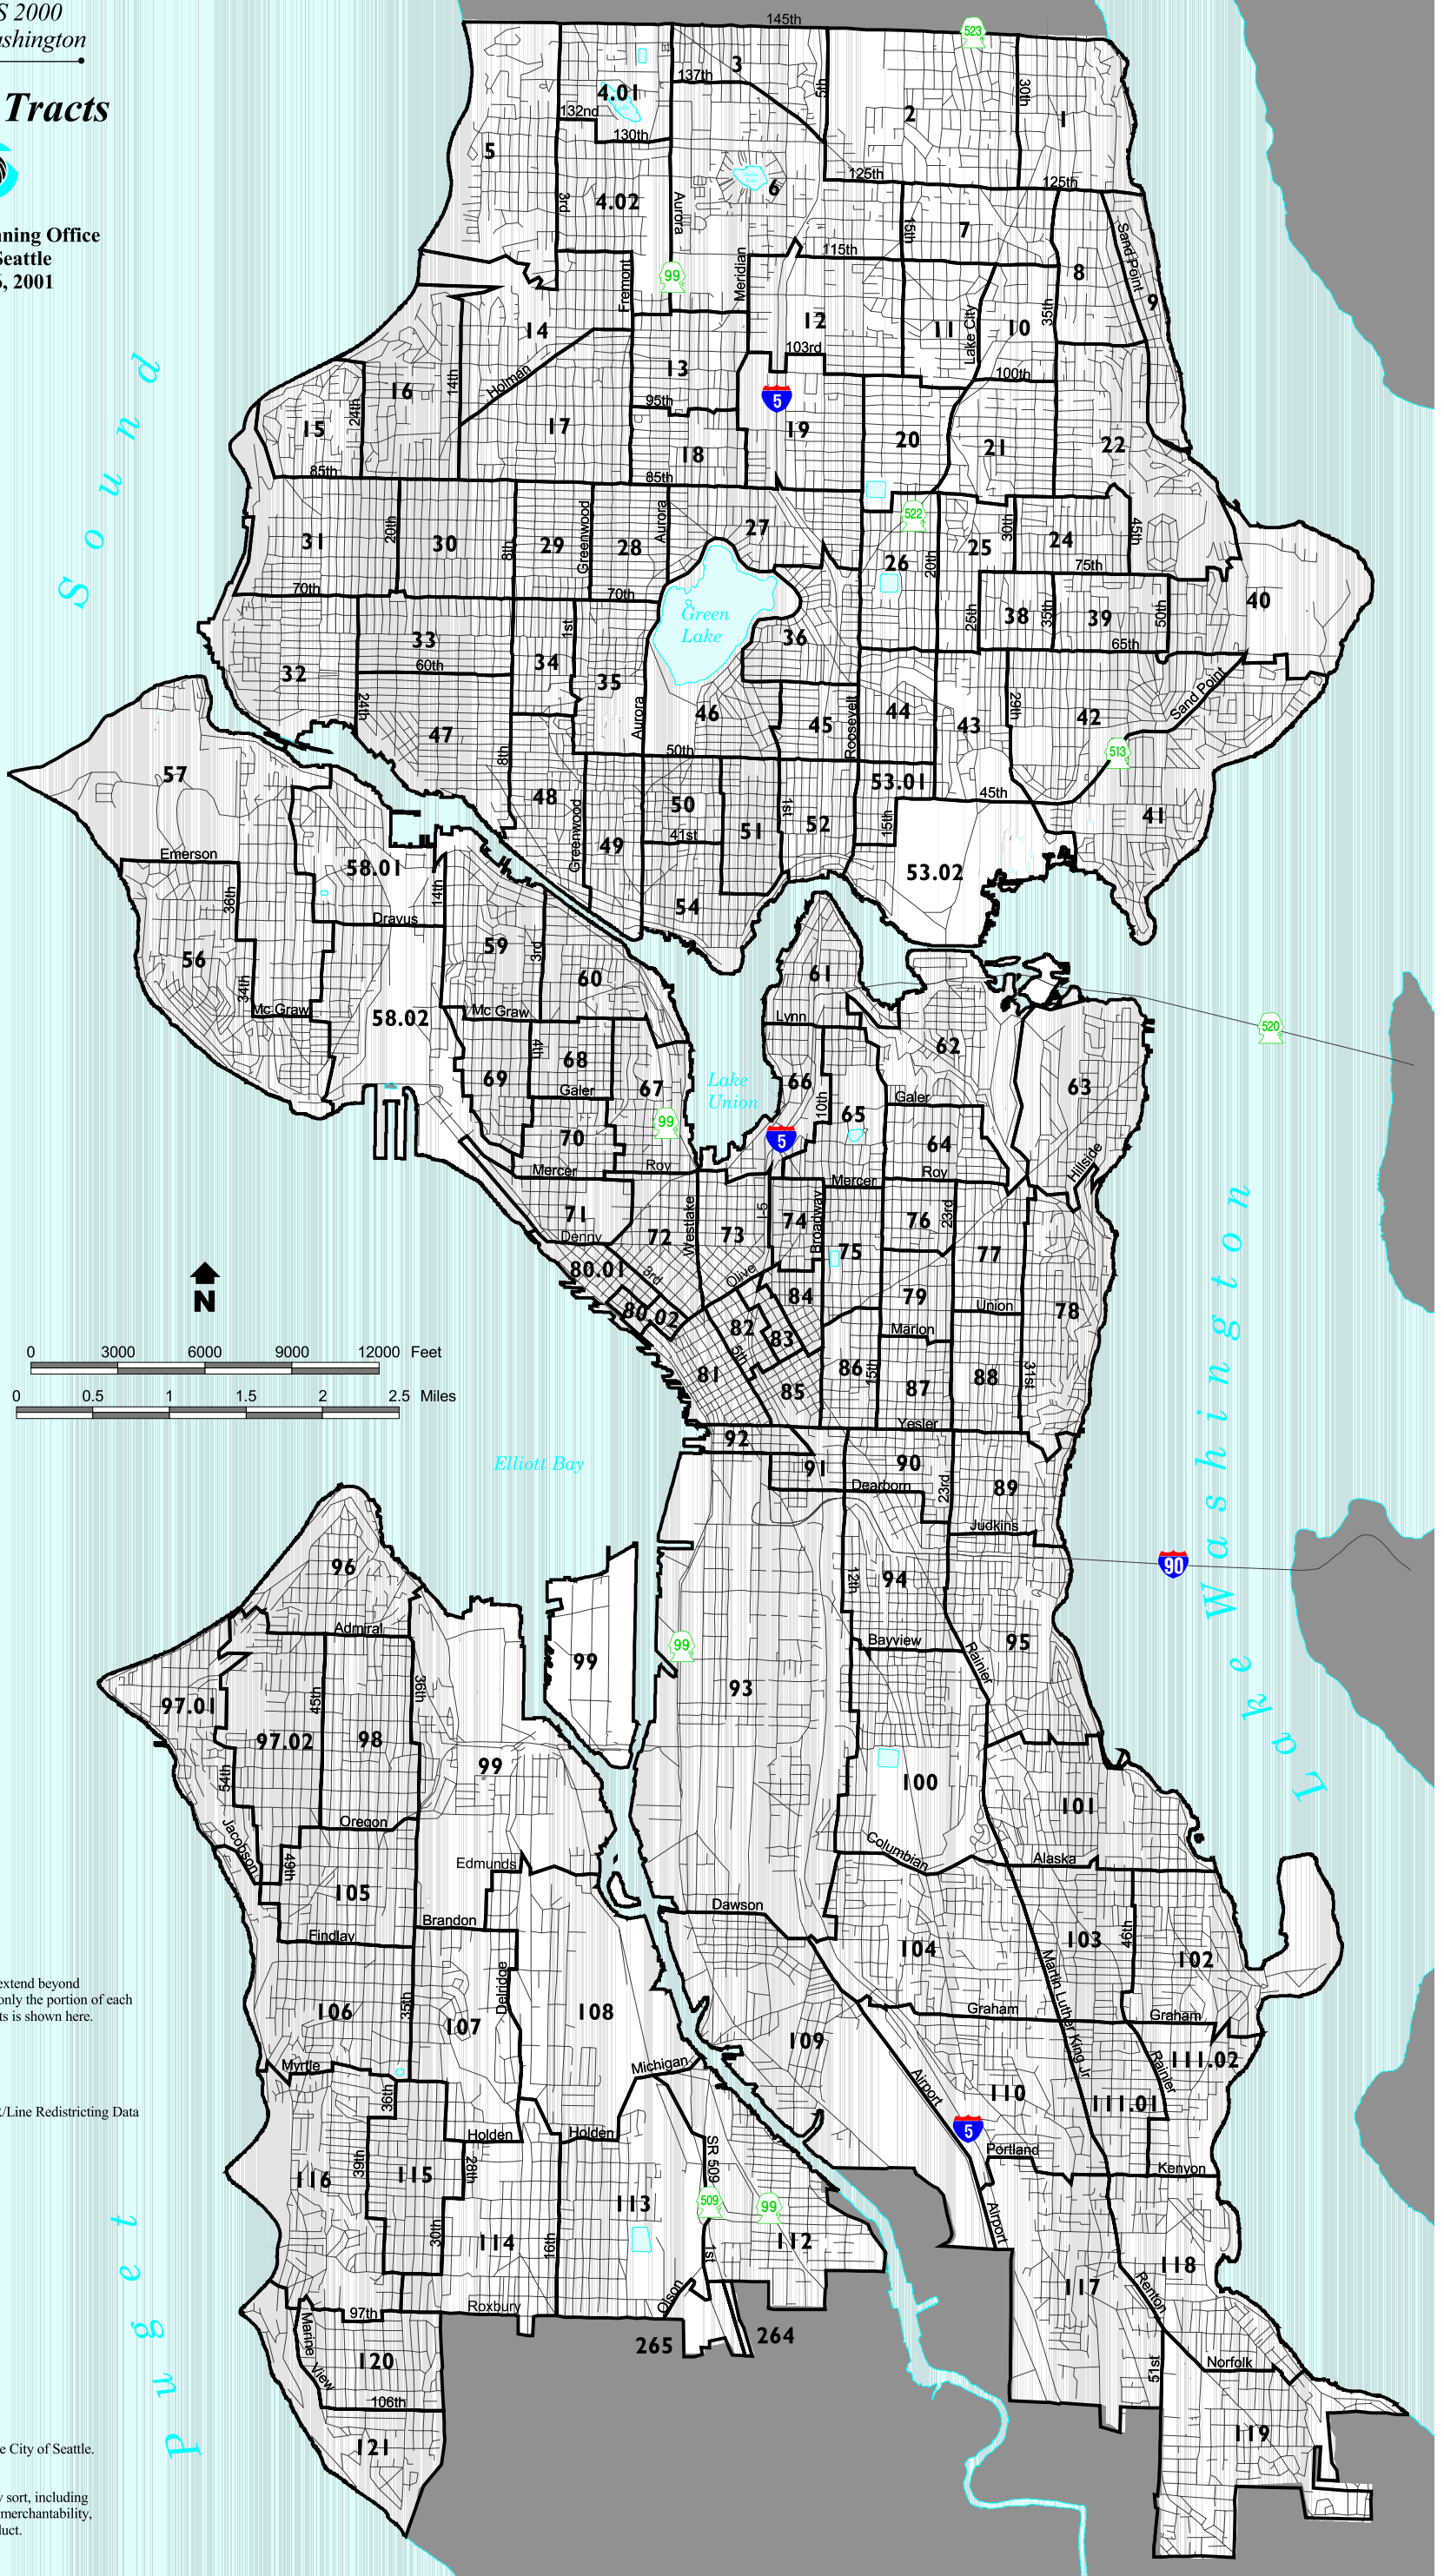 S 2000
ashington
Tracts
nning Office
Seattle
6, 2001
145th
523
3
137th
5th
30th
4.01
132nd
130th
2
1
5
125th
125th
6
3rd
4.02
Aurora
15th
7
Sand Point
115th
Meridian
8
Fremont
99
9
14
12
11
Lake City
10
35th
103rd
13
100th
16
14th
Holman
95th
5
24th
15
17
19
20
21
22
18
85th
85th
522
31
20th
30
8th
29
Greenwood
28
Aurora
27
26
20th
25
30th
24
45th
75th
70th
70th
40
Green
Lake
25th
38
35th
39
50th
33
1st
36
65th
60th
32
34
35
24th
46
Aurora
45
Roosevelt
44
43
29th
42
Sand Point
47
8th
50th
513
57
53.01
45th
48
50
1st
52
15th
41
Greenwood
49
41st
51
Emerson
58.01
53.02
36th
14th
Dravus
54
56
59
3rd
60
61
34th
Mc Graw
58.02
Mc Graw
Lynn
520
62
4th
68
69
Galer
67
Lake
Union
66
10th
65
Galer
63
99
5
70
64
Mercer
Roy
Mercer
Roy
Hillside
71
Westlake
I-5
74
Broadway
76
23rd
72
73
75
77
Denny
80.01
3rd
Olive
84
79
Union
78
80.02
82
83
Marion
N
0 3000 6000 9000 12000 Feet
0 0.5 1 1.5 2 2.5 Miles
81
5th
85
86
15th
87
88
31st
Yesler
92
Elliott Bay
91
90
Dearborn
23rd
89
Judkins
96
90
12th
94
Admiral
Bayview
99
99
95
Rainier
97.01
45th
36th
93
97.02
98
99
54th
100
101
Oregon
Jacobson
49th
Edmunds
Columbian
Alaska
105
Brandon
Dawson
Findlay
104
103
46th
102
extend beyond
only the portion of each
ts is shown here.
106
35th
107
Delridge
108
109
Graham
Martin Luther King Jr
Graham
Myrtle
Michigan
111.02
Rainier
36th
Airport
110
111.01
/Line Redistricting Data
Holden
Holden
5
Portland
SR 509
Kenyon
116
39th
115
28th
113
509
99
Airport
30th
114
16th
1st
112
118
117
Renton
Roxbury
Olson
97th
Marine View
265
264
120
51st
Norfolk
106th
119
121
e City of Seattle.
y sort, including
merchantability,
duct.
Sound
Puget
Lake Washington